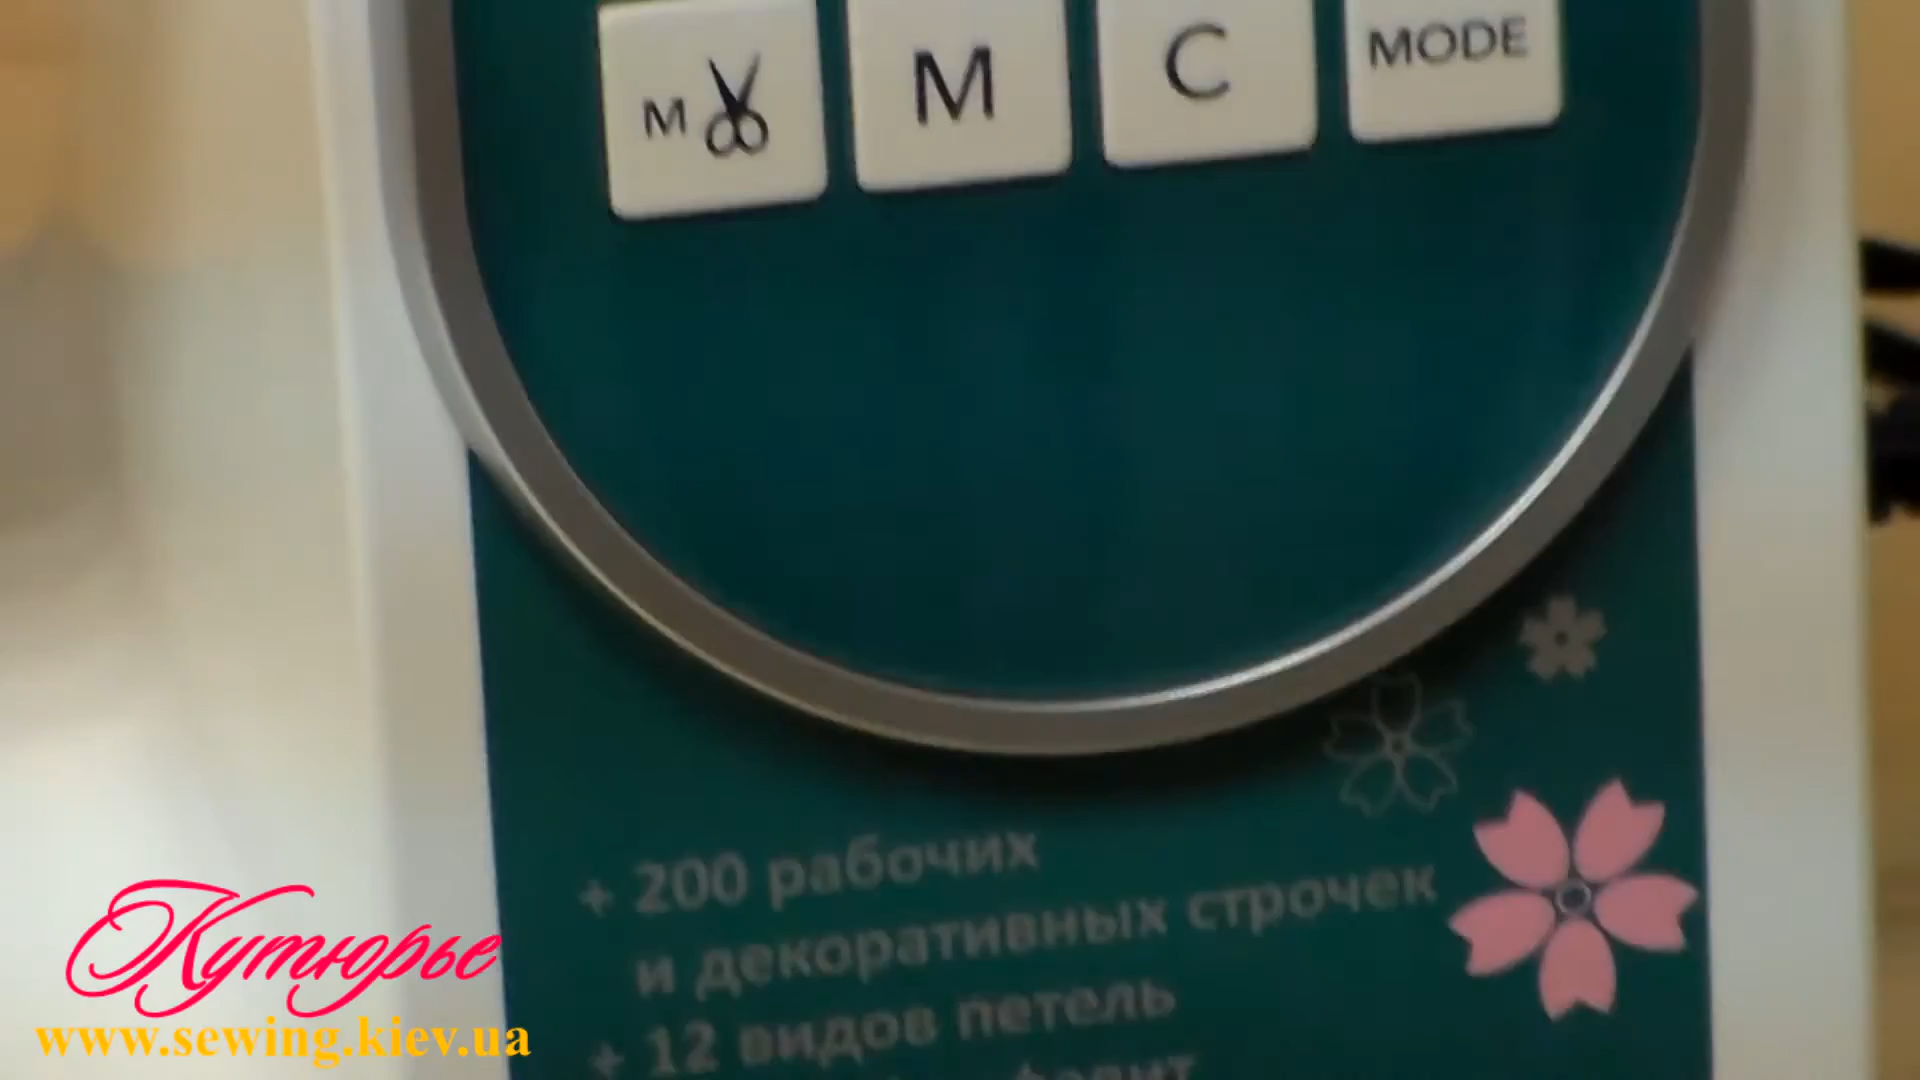 M
M
C
MODE
+ 200 рабочих
и декоративных строчек
+ 12 видов петель
Кутюрье
www.sewing.kiev.ua